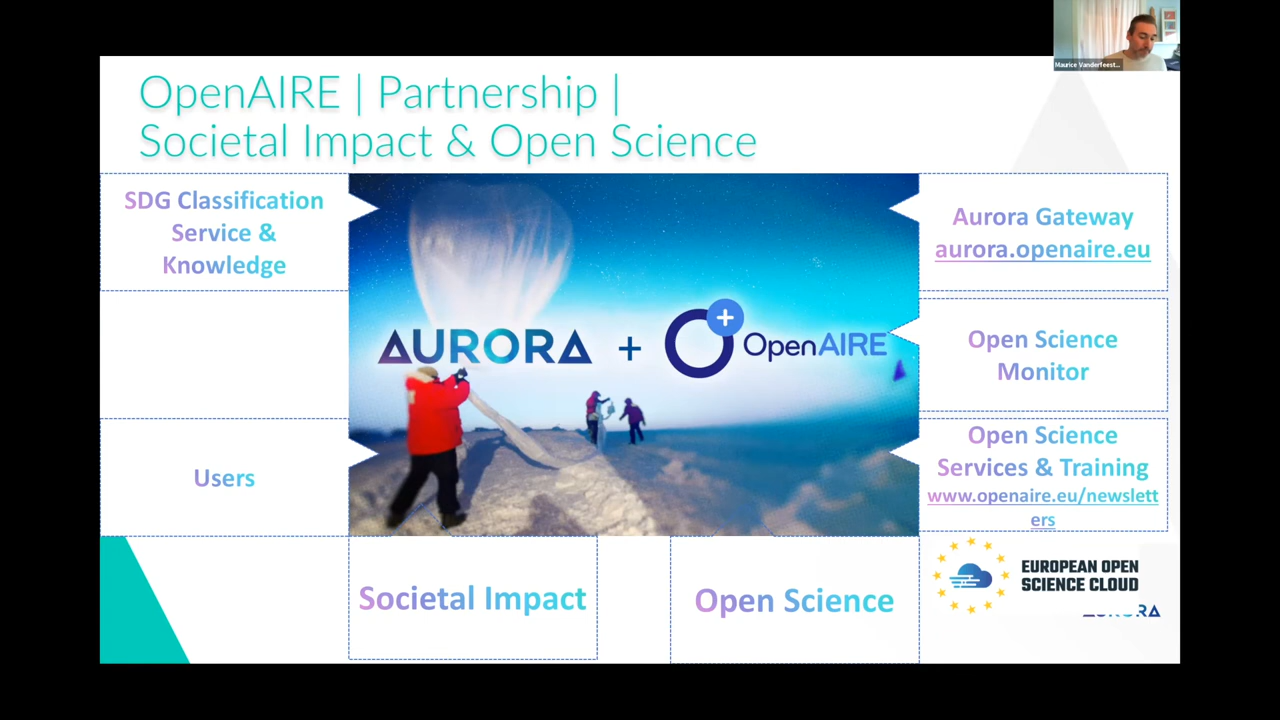 Maurice Vanderfeest...
OpenAIRE | Partnership |
Societal Impact & Open Science
SDG Classification
Service &
Knowledge
Users
AURORA + OpenAIRE
Aurora Gateway
aurora.openaire.eu
Open Science
Monitor
Open Science
Services & Training
www.openaire.eu/newslett
ers
Societal Impact
Open Science
EUROPEAN OPEN
SCIENCE CLOUD
AURORA